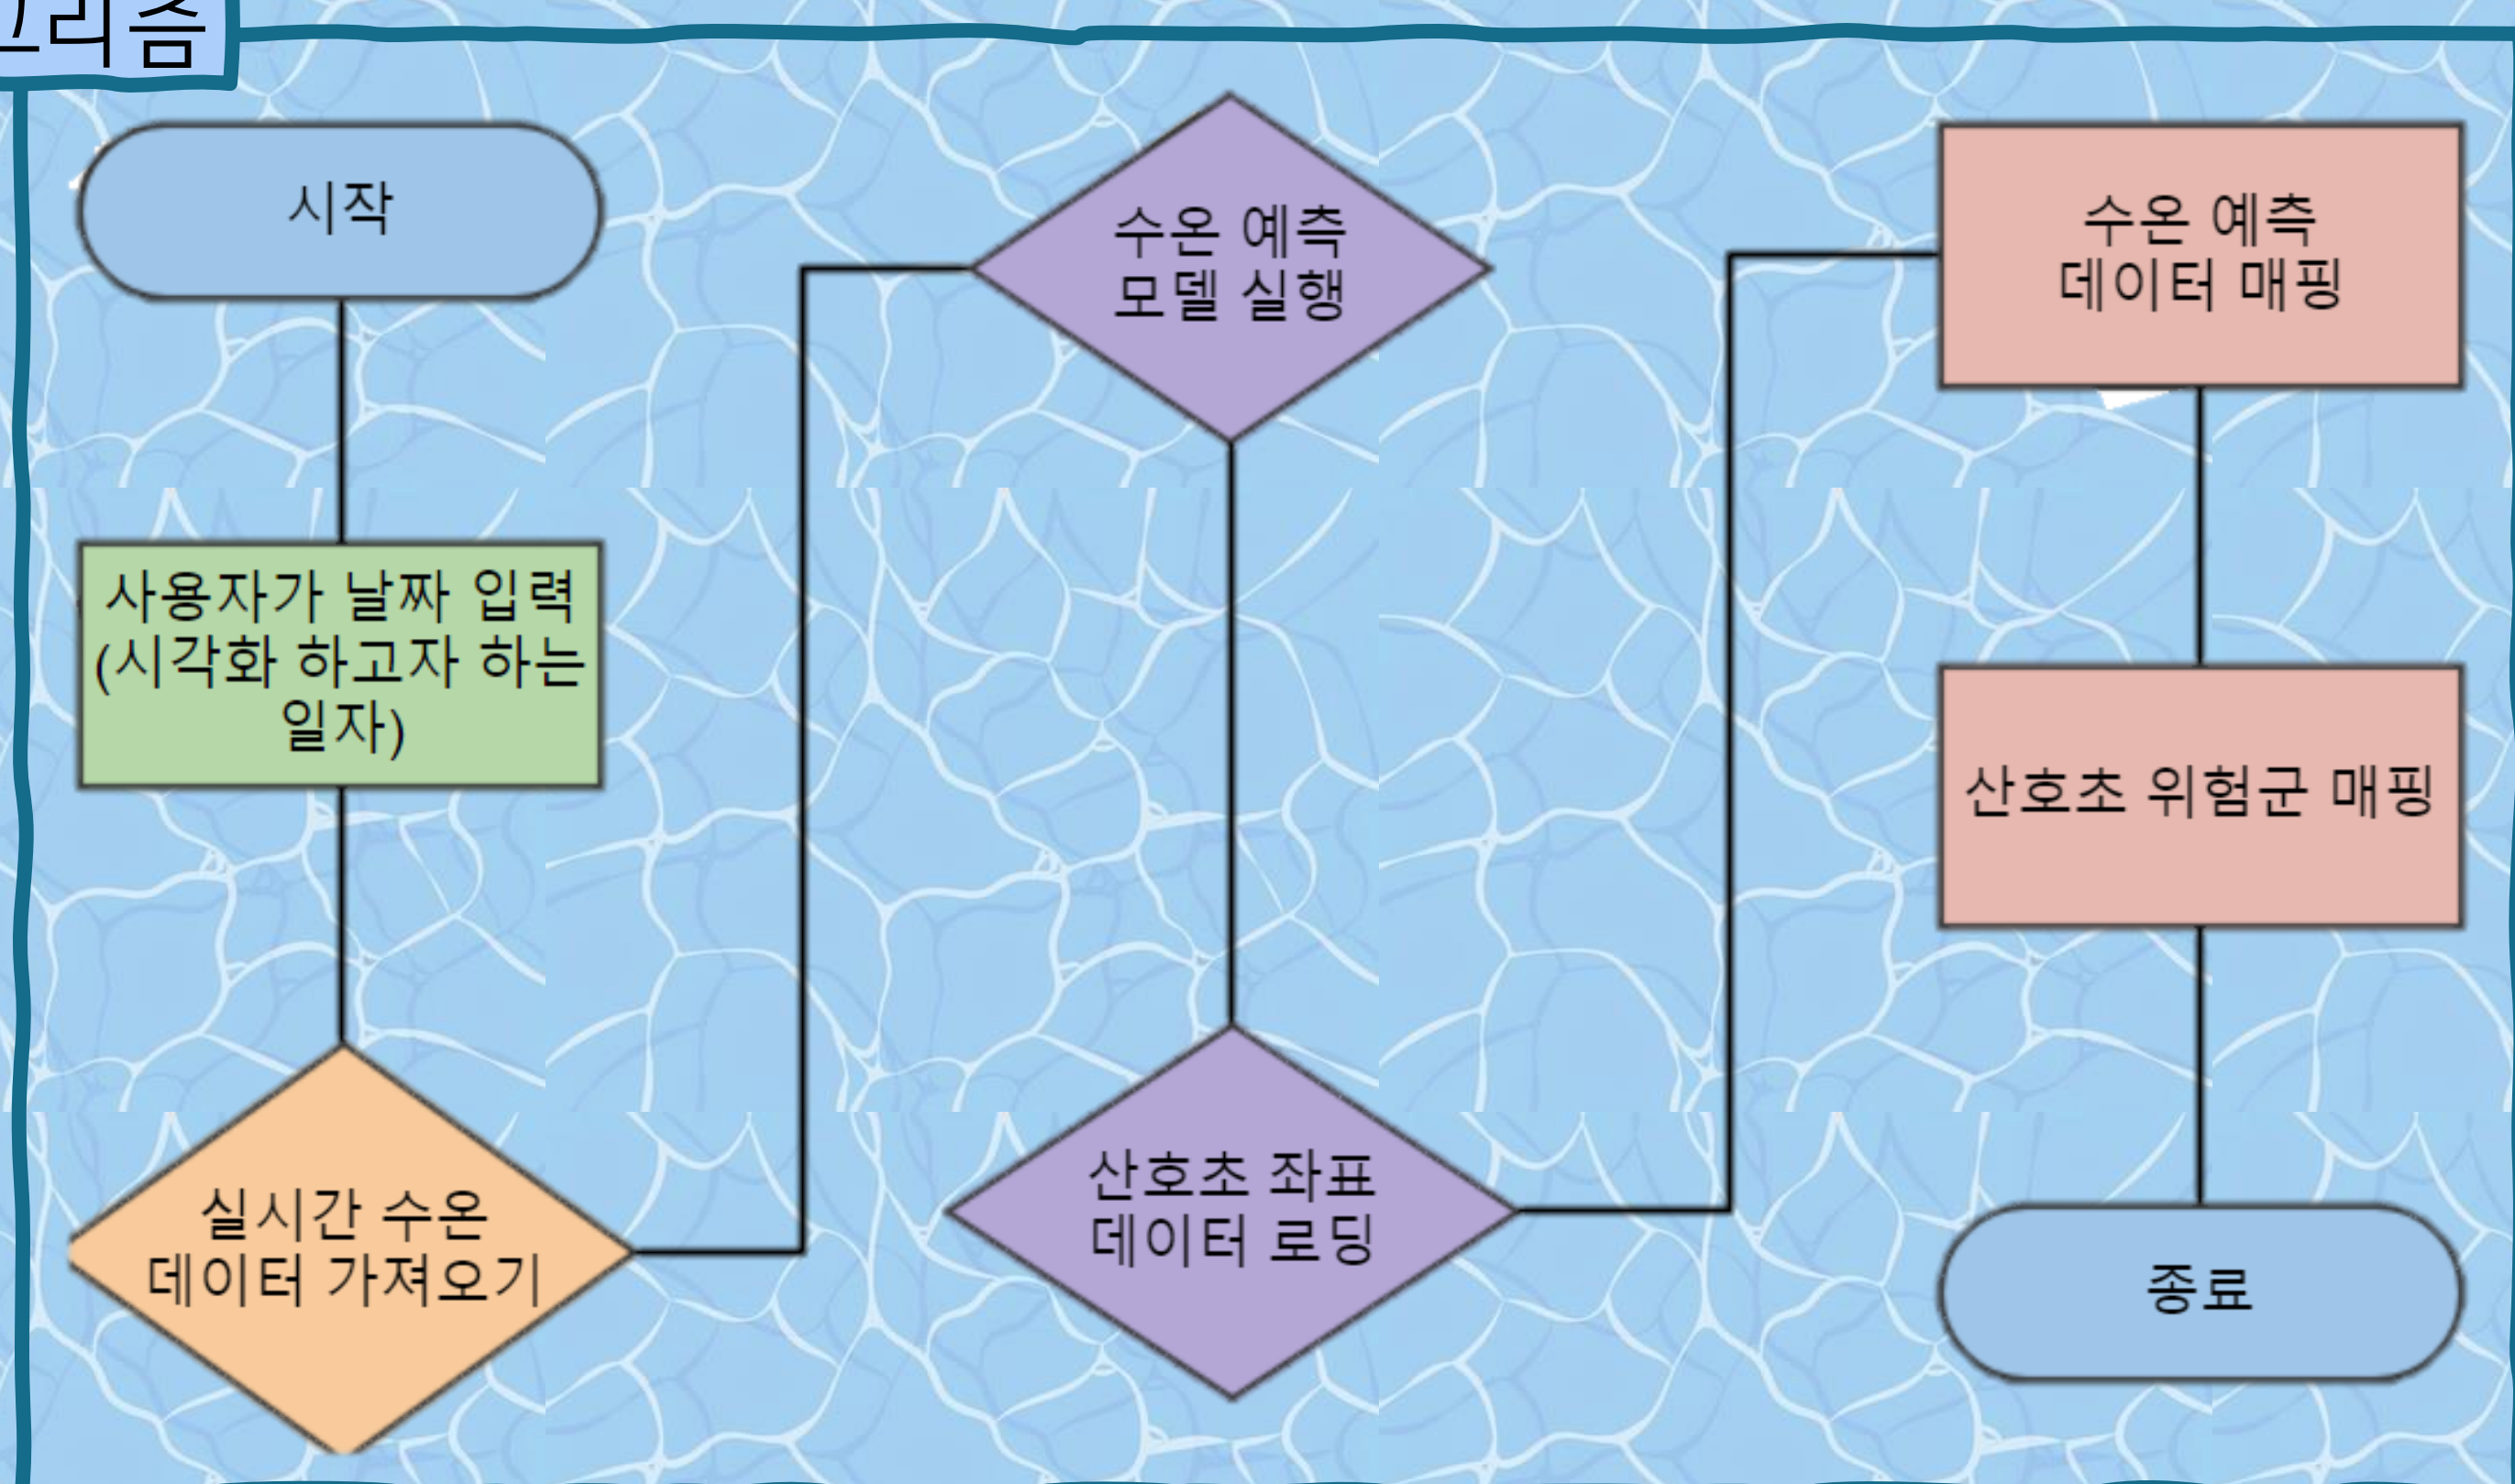 리즘
시작
사용자가 날짜 입력
(시각화 하고자 하는
일자)
실시간 수온
데이터 가져오기
수온 예측
모델 실행
산호초 좌표
데이터 로딩
수온 예측
데이터 매핑
산호초 위험군 매핑
종료